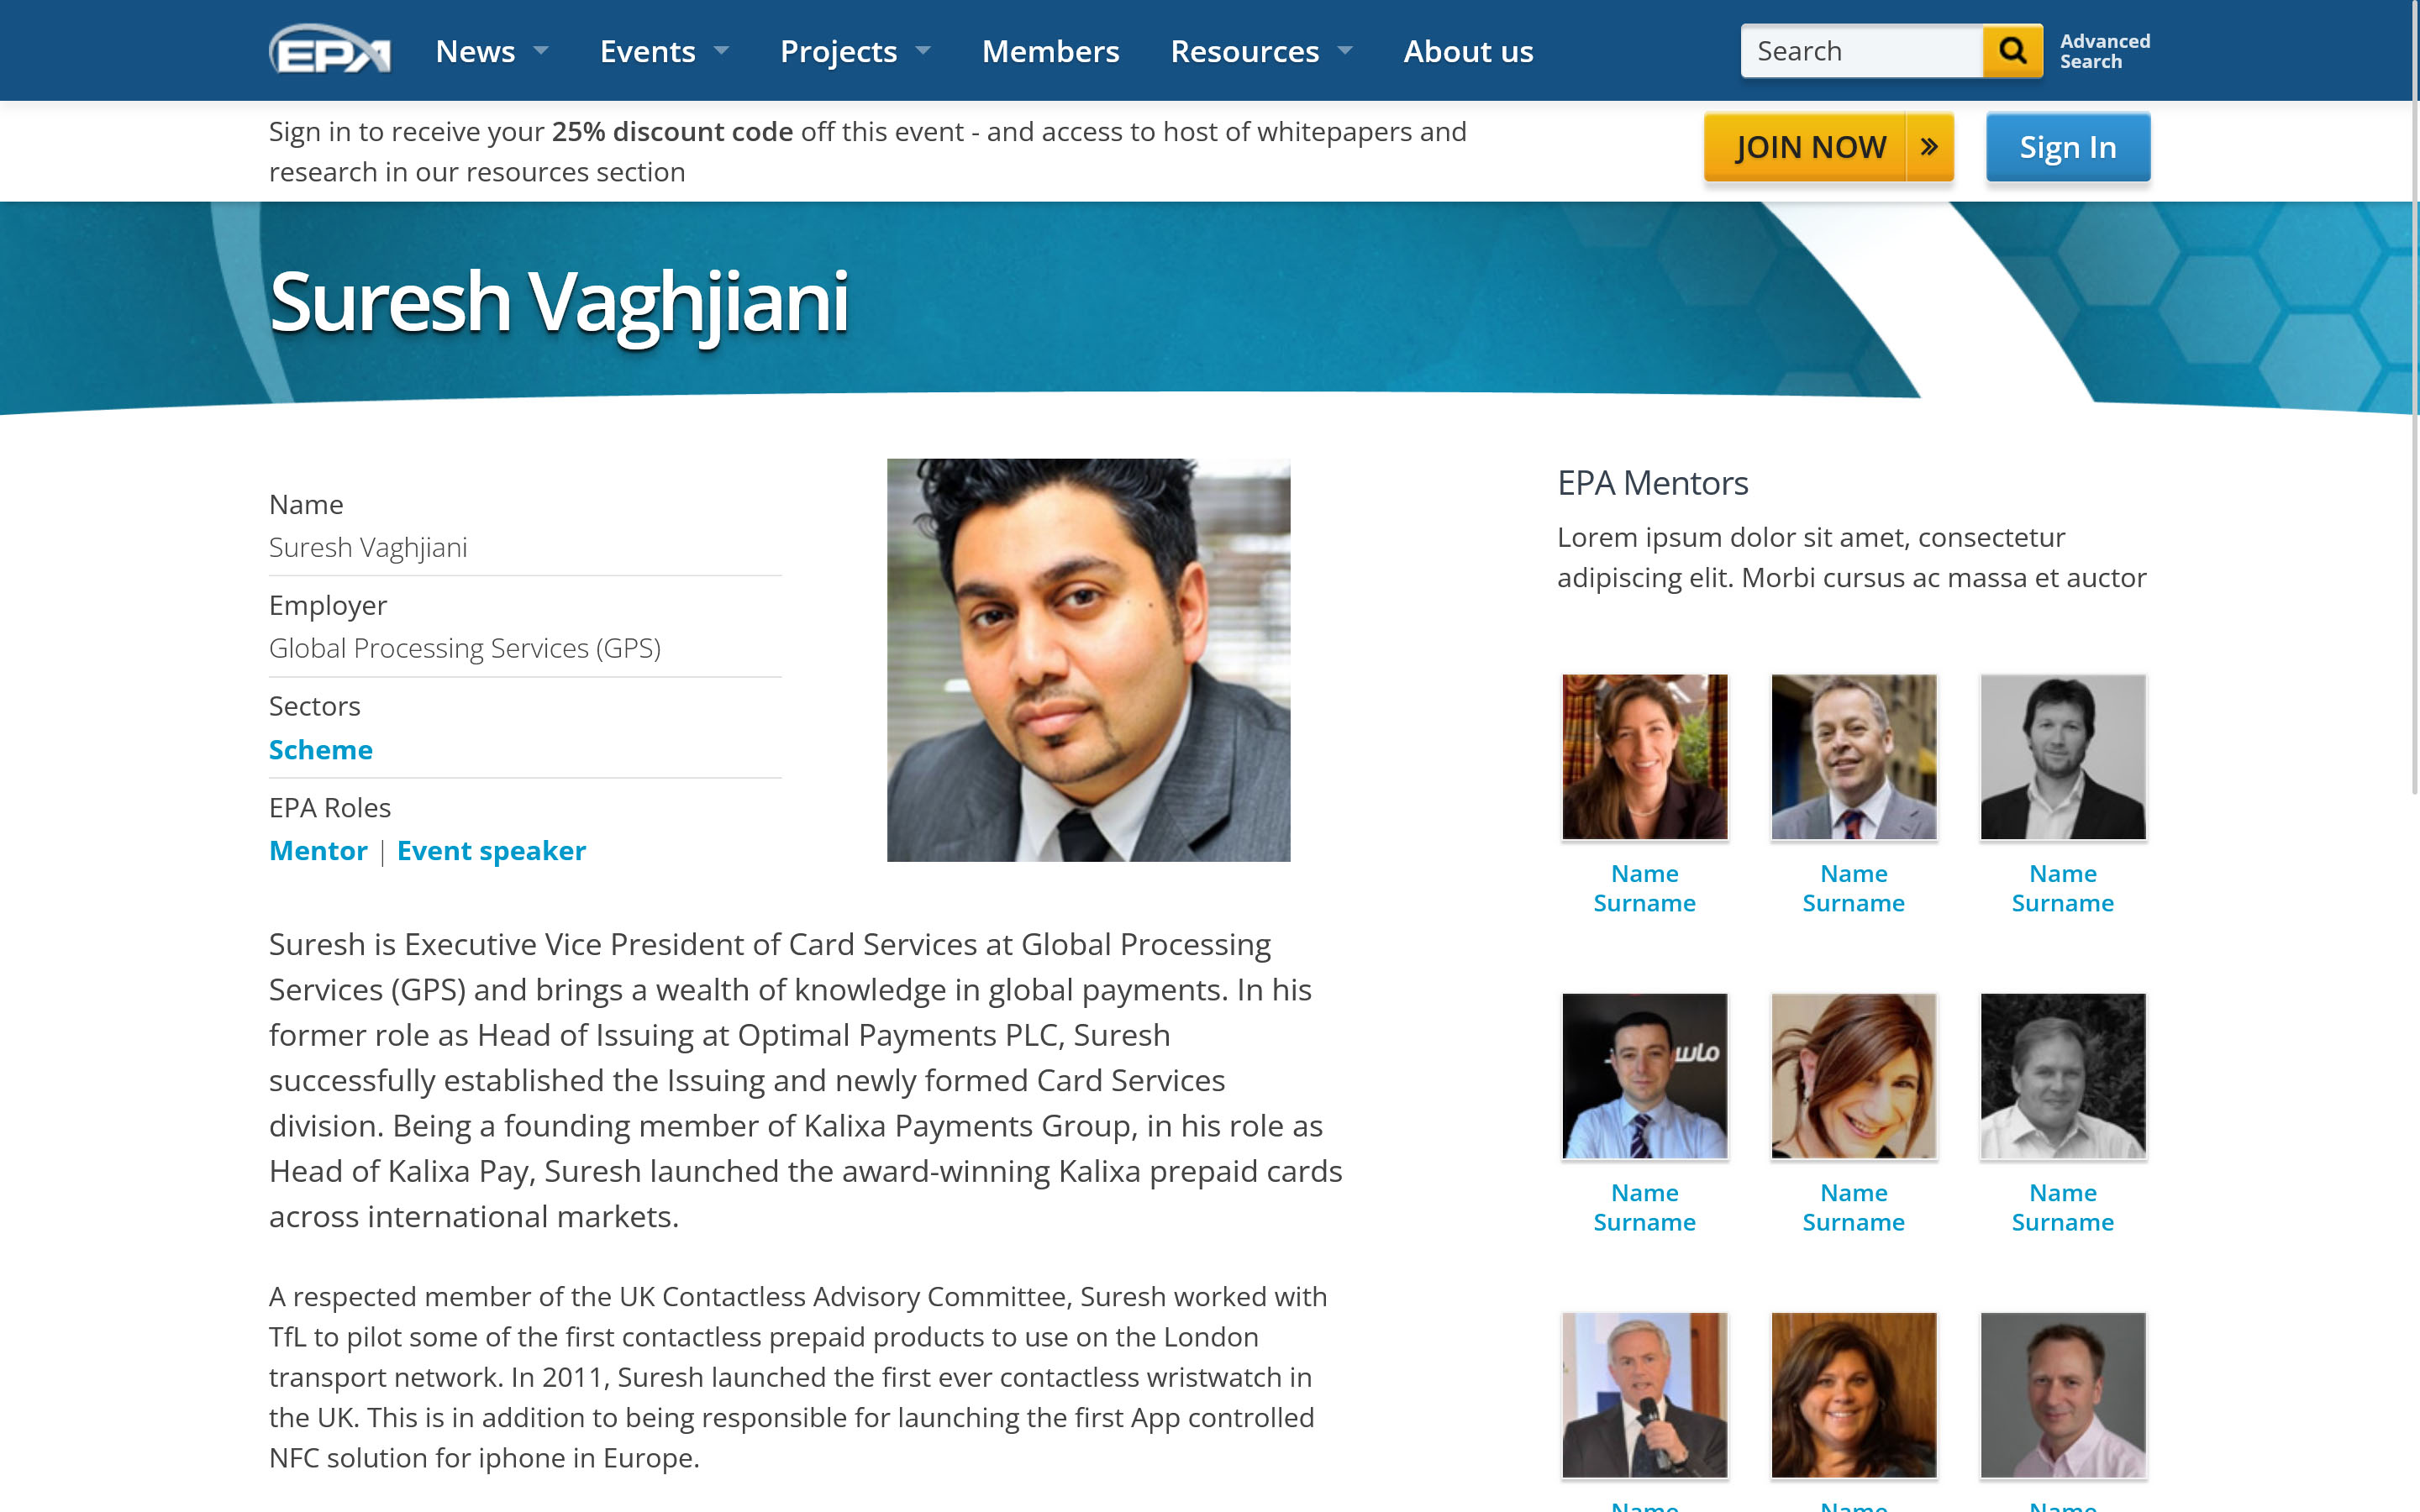 EPA
News
Events
Projects
Members
Resources
About us
Search
Advanced
Search
Sign in to receive your 25% discount code off this event - and access to host of whitepapers and
research in our resources section
JOIN NOW »
Sign In
Suresh Vaghjiani
Name
Suresh Vaghjiani
Employer
Global Processing Services (GPS)
Sectors
Scheme
EPA Roles
Mentor | Event speaker
Suresh is Executive Vice President of Card Services at Global Processing
Services (GPS) and brings a wealth of knowledge in global payments. In his
former role as Head of Issuing at Optimal Payments PLC, Suresh
successfully established the Issuing and newly formed Card Services
division. Being a founding member of Kalixa Payments Group, in his role as
Head of Kalixa Pay, Suresh launched the award-winning Kalixa prepaid cards
across international markets.
A respected member of the UK Contactless Advisory Committee, Suresh worked with
TfL to pilot some of the first contactless prepaid products to use on the London
transport network. In 2011, Suresh launched the first ever contactless wristwatch in
the UK. This is in addition to being responsible for launching the first App controlled
NFC solution for iphone in Europe.
EPA Mentors
Lorem ipsum dolor sit amet, consectetur
adipiscing elit. Morbi cursus ac massa et auctor
Name
Surname
Name
Surname
Name
Surname
Name
Surname
Name
Surname
Name
Surname
Name
Name
Name